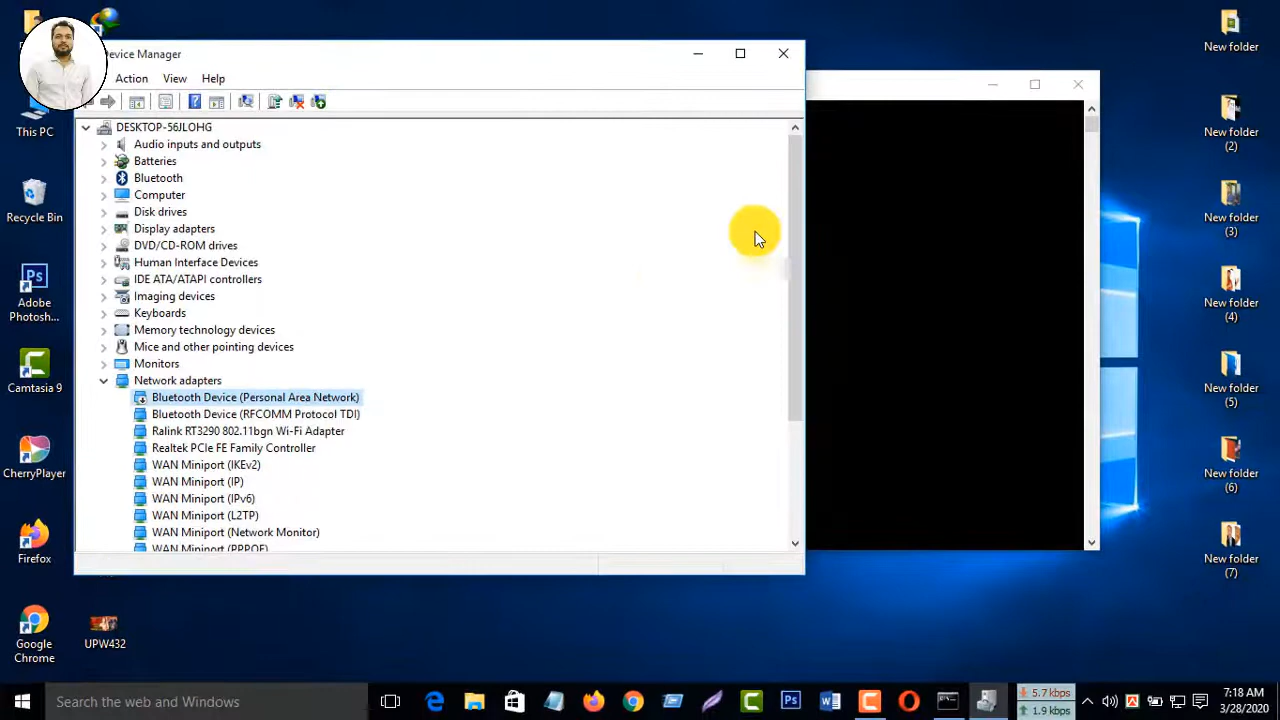 Device Manager
Action View Help
DESKTOP-56JLOHG
Audio inputs and outputs
Batteries
Bluetooth
Computer
Disk drives
Display adapters
DVD/CD-ROM drives
Human Interface Devices
IDE ATA/ATAPI controllers
Imaging devices
Keyboards
Memory technology devices
Mice and other pointing devices
Monitors
Network adapters
Bluetooth Device (Personal Area Network)
Bluetooth Device (RFCOMM Protocol TDI)
Ralink RT3290 802.11bgn Wi-Fi Adapter
Realtek PCIe FE Family Controller
WAN Miniport (IKEv2)
WAN Miniport (IP)
WAN Miniport (IPv6)
WAN Miniport (L2TP)
WAN Miniport (Network Monitor)
WAN Miniport (PPPOE)
This PC
Recycle Bin
Adobe
Photosh...
Camtasia 9
CherryPlayer
Firefox
Google
Chrome
UPW432
New folder
New folder
(2)
New folder
(3)
New folder
(4)
New folder
(5)
New folder
(6)
New folder
(7)
Search the web and Windows
5.7 kbps
1.9 kbps
7:18 AM
3/28/2020